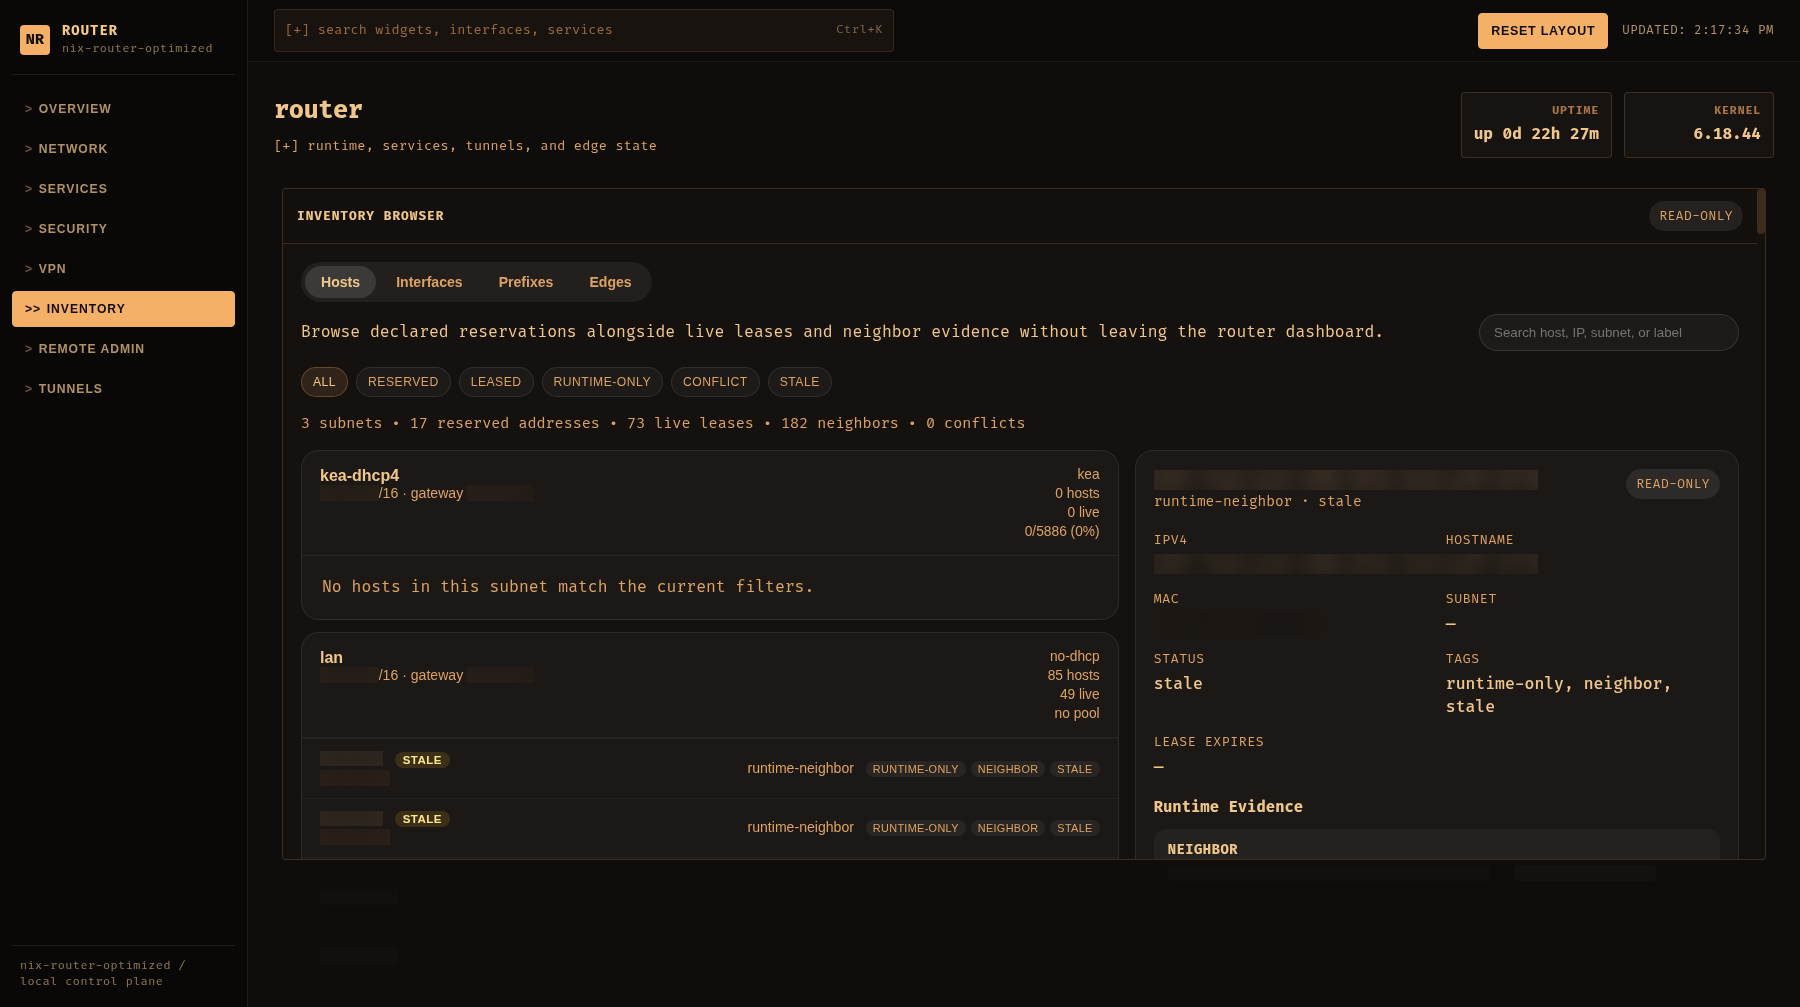 NR
ROUTER
nix-router-optimized
> OVERVIEW
> NETWORK
> SERVICES
> SECURITY
> VPN
>> INVENTORY
> REMOTE ADMIN
> TUNNELS
nix-router-optimized /
local control plane
[+] search widgets, interfaces, services
Ctrl+K
RESET LAYOUT
UPDATED: 2:17:34 PM
router
[+] runtime, services, tunnels, and edge state
UPTIME
up 0d 22h 27m
KERNEL
6.18.44
INVENTORY BROWSER
READ-ONLY
Hosts
Interfaces
Prefixes
Edges
Browse declared reservations alongside live leases and neighbor evidence without leaving the router dashboard.
Search host, IP, subnet, or label
ALL
RESERVED
LEASED
RUNTIME-ONLY
CONFLICT
STALE
3 subnets • 17 reserved addresses • 73 live leases • 182 neighbors • 0 conflicts
kea-dhcp4
/16 · gateway
kea
0 hosts
0 live
0/5886 (0%)
No hosts in this subnet match the current filters.
lan
/16 · gateway
no-dhcp
85 hosts
49 live
no pool
STALE
runtime-neighbor
RUNTIME-ONLY
NEIGHBOR
STALE
STALE
runtime-neighbor
RUNTIME-ONLY
NEIGHBOR
STALE
runtime-neighbor · stale
READ-ONLY
IPV4
HOSTNAME
MAC
SUBNET
—
STATUS
stale
TAGS
runtime-only, neighbor,
stale
LEASE EXPIRES
—
Runtime Evidence
NEIGHBOR